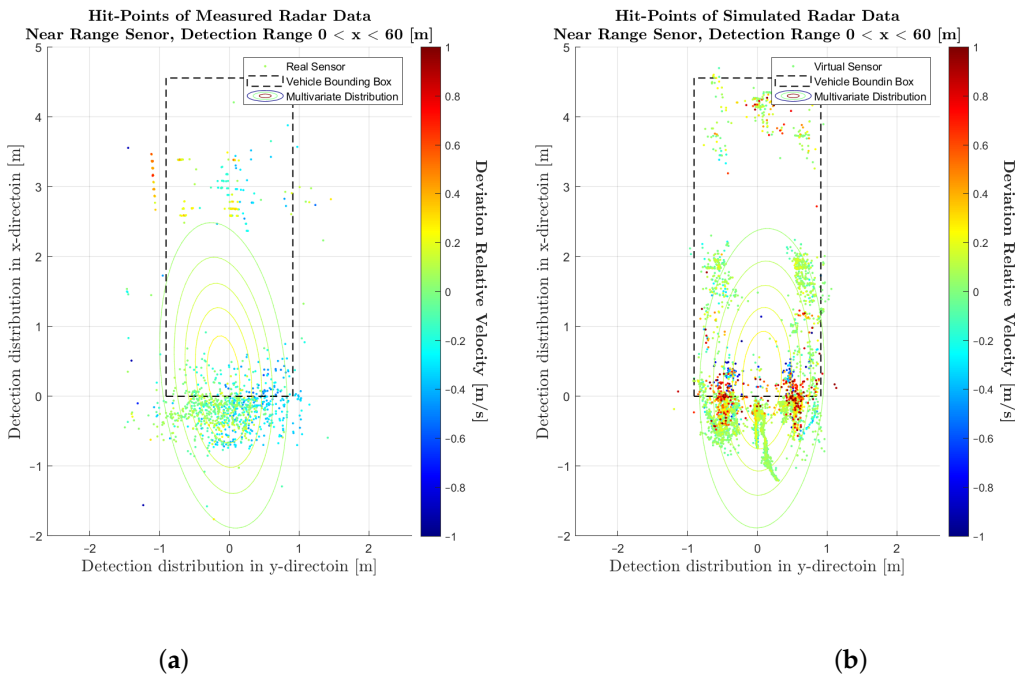 Hit-Points of Measured Radar Data
Near Range Senor, Detection Range 0 < x < 60 [m]
5
4
3
2
1
0
−1
−2
−2
−1
0
1
2
Detection distribution in x-directoin [m]
Detection distribution in y-directoin [m]
Real Sensor
Vehicle Bounding Box
Multivariate Distribution
1
0.8
0.6
0.4
0.2
0
−0.2
−0.4
−0.6
−0.8
−1
Deviation Relative Velocity [m/s]
(a)
Hit-Points of Simulated Radar Data
Near Range Senor, Detection Range 0 < x < 60 [m]
5
4
3
2
1
0
−1
−2
−2
−1
0
1
2
Detection distribution in x-directoin [m]
Detection distribution in y-directoin [m]
Virtual Sensor
Vehicle Boundin Box
Multivariate Distribution
1
0.8
0.6
0.4
0.2
0
−0.2
−0.4
−0.6
−0.8
−1
Deviation Relative Velocity [m/s]
(b)